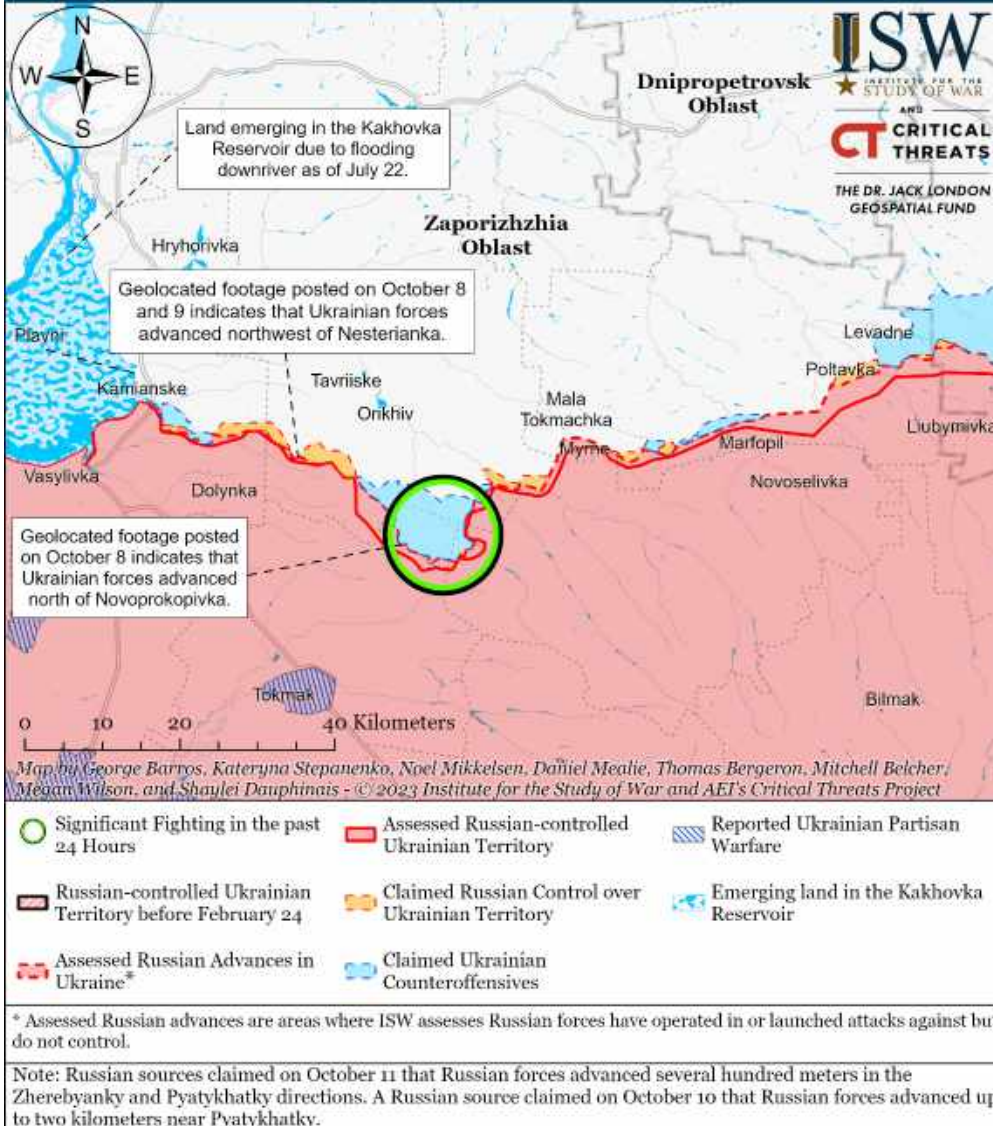 N
W E
S
ISW
INSTITUTE FOR THE
STUDY OF WAR
AND
CT CRITICAL
THREATS
THE DR. JACK LONDON
GEOSPATIAL FUND
Dnipropetrovsk
Oblast
Land emerging in the Kakhovka
Reservoir due to flooding
downriver as of July 22.
Zaporizhzhia
Oblast
Hryhorivka
Geolocated footage posted on October 8
and 9 indicates that Ukrainian forces
advanced northwest of Nesterianka.
Plavni
Levadne
Poltavka
Kamianske
Tavriiske
Orikhiv
Mala
Tokmachka
Myrne
Marfopil
Liubymivka
Vasylivka
Dolynka
Novoselivka
Geolocated footage posted
on October 8 indicates that
Ukrainian forces advanced
north of Novoprokopivka.
Tokmak
Bilmak
0 10 20 40 Kilometers
Map by George Barros, Kateryna Stepanenko, Noel Mikkelsen, Daniel Mealie, Thomas Bergeron, Mitchell Belcher,
Megan Wilson, and Shaylei Dauphinais - © 2023 Institute for the Study of War and AEI's Critical Threats Project
Significant Fighting in the past
24 Hours
Assessed Russian-controlled
Ukrainian Territory
Reported Ukrainian Partisan
Warfare
Russian-controlled Ukrainian
Territory before February 24
Claimed Russian Control over
Ukrainian Territory
Emerging land in the Kakhovka
Reservoir
Assessed Russian Advances in
Ukraine*
Claimed Ukrainian
Counteroffensives
* Assessed Russian advances are areas where ISW assesses Russian forces have operated in or launched attacks against but
do not control.
Note: Russian sources claimed on October 11 that Russian forces advanced several hundred meters in the
Zherebyanky and Pyatykhatky directions. A Russian source claimed on October 10 that Russian forces advanced up
to two kilometers near Pyatykhatky.